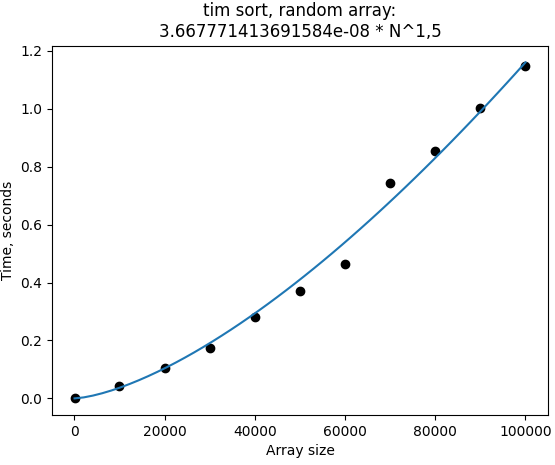 tim sort, random array:
3.667771413691584e-08 * N^1,5
1.2
1.0
0.8
0.6
0.4
0.2
0.0
Time, seconds
0 20000 40000 60000 80000 100000
Array size